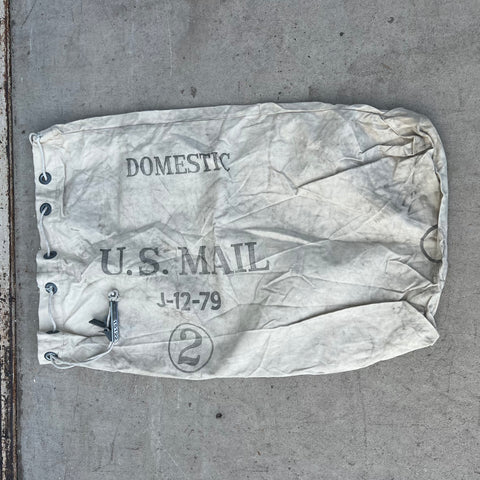 DOMESTIC
U.S. MAIL
J-12-79
2